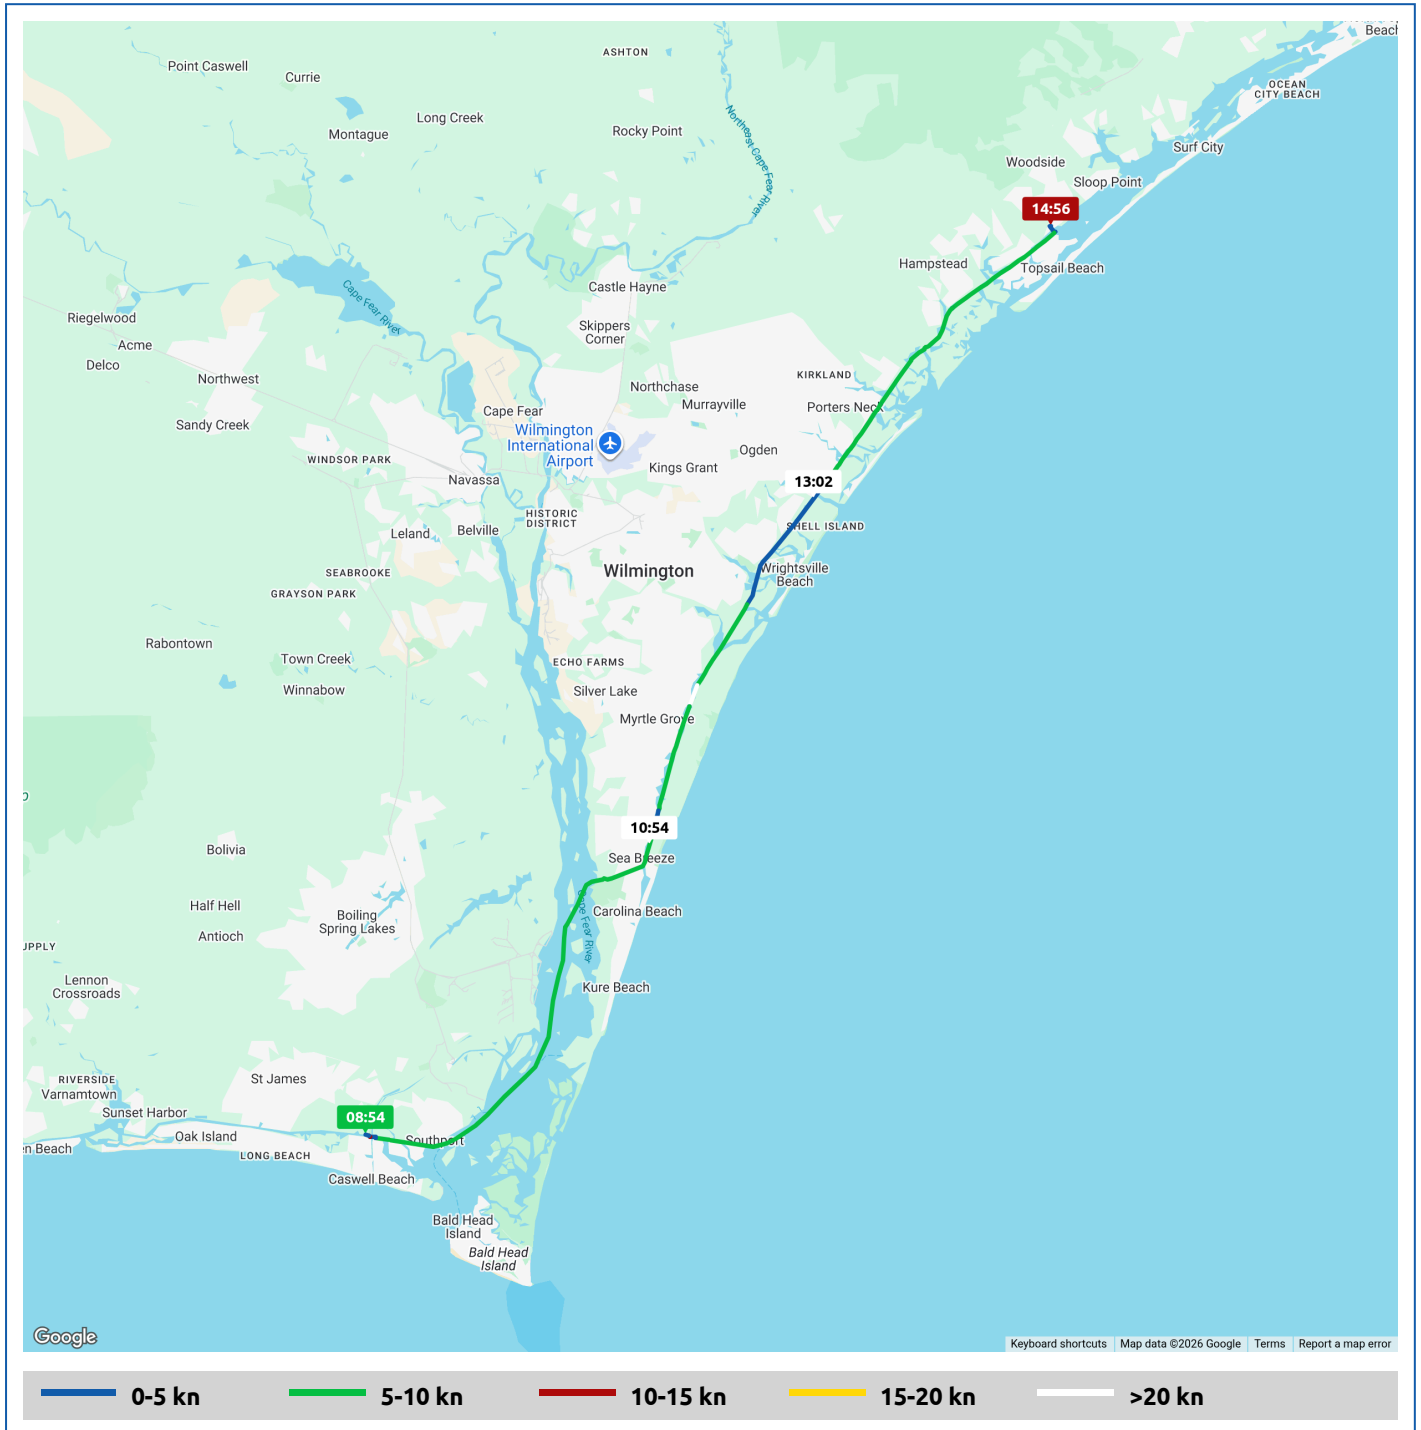 Beach
ASHTON
Point Caswell
Currie
OCEAN
CITY BEACH
Long Creek
Montague
Rocky Point
Northeast Cape Fear
River
Surf City
Woodside
Sloop Point
14:56
Hampstead
Topsail Beach
Castle Hayne
Cape Fear River
Riegelwood
Skippers
Corner
Acme
Delco
Northwest
KIRKLAND
Northchase
Murrayville
Porters Neck
Cape Fear
Sandy Creek
Wilmington
International
Airport
Ogden
WINDSOR PARK
Kings Grant
Navassa
13:02
HISTORIC
DISTRICT
SHELL ISLAND
Leland
Belville
SEABROOKE
Wilmington
Wrightsville
Beach
GRAYSON PARK
Rabontown
Town Creek
ECHO FARMS
Winnabow
Silver Lake
Myrtle Grove
10:54
Bolivia
Sea Breeze
Half Hell
Boiling
Spring Lakes
Cape Fear River
Carolina Beach
Antioch
UPPLY
Lennon
Crossroads
Kure Beach
RIVERSIDE
Varnamtown
St James
Sunset Harbor
08:54
Oak Island
Southport
en Beach
LONG BEACH
Caswell Beach
Bald Head
Island
Bald Head
Island
Google
Keyboard shortcuts
Map data ©2026 Google
Terms
Report a map error
0-5 kn
5-10 kn
10-15 kn
15-20 kn
>20 kn